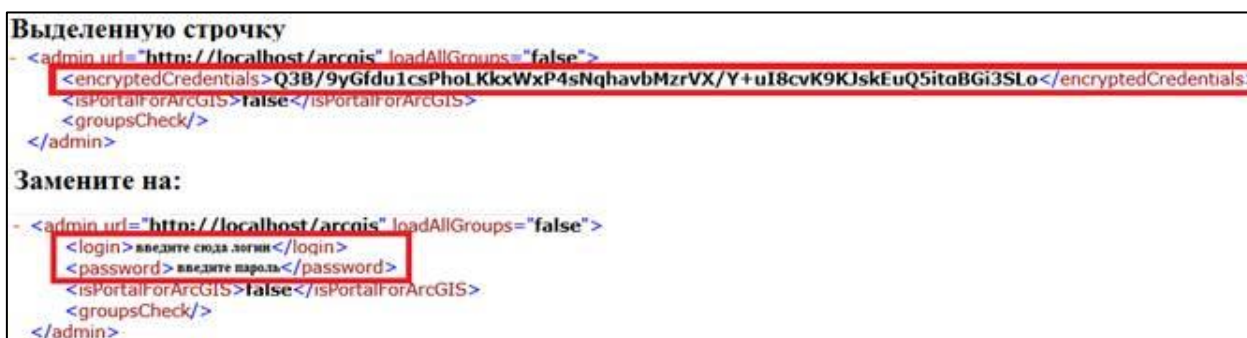 Выделенную строчку
- <admin url="http://localhost/arcgis" loadAllGroups="false">
<encryptedCredentials>Q3B/9yGfdu1csPhoLKkxWxP4sNqhavbMzrVX/Y+uI8cvK9KJskEuQ5itqBGi3SLo</encryptedCredentials>
<isPortalForArcGIS>false</isPortalForArcGIS>
<groupsCheck/>
</admin>
Замените на:
- <admin url="http://localhost/arcgis" loadAllGroups="false">
<login>введите сюда логин</login>
<password>введите пароль</password>
<isPortalForArcGIS>false</isPortalForArcGIS>
<groupsCheck/>
</admin>